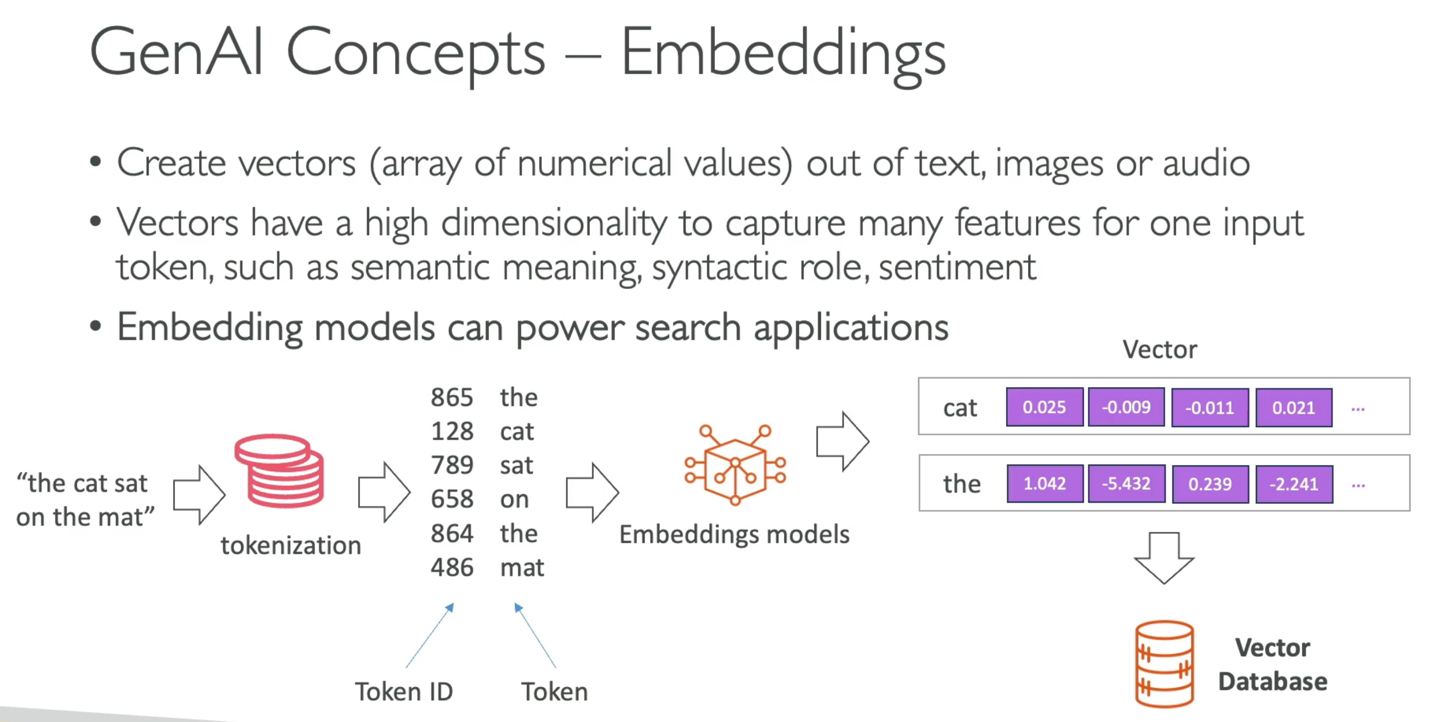 GenAI Concepts – Embeddings
• Create vectors (array of numerical values) out of text, images or audio
• Vectors have a high dimensionality to capture many features for one input
token, such as semantic meaning, syntactic role, sentiment
• Embedding models can power search applications
“the cat sat
on the mat”
tokenization
865 the
128 cat
789 sat
658 on
864 the
486 mat
Token ID
Token
Embeddings models
Vector
cat 0.025 -0.009 -0.011 0.021 ...
the 1.042 -5.432 0.239 -2.241 ...
Vector
Database